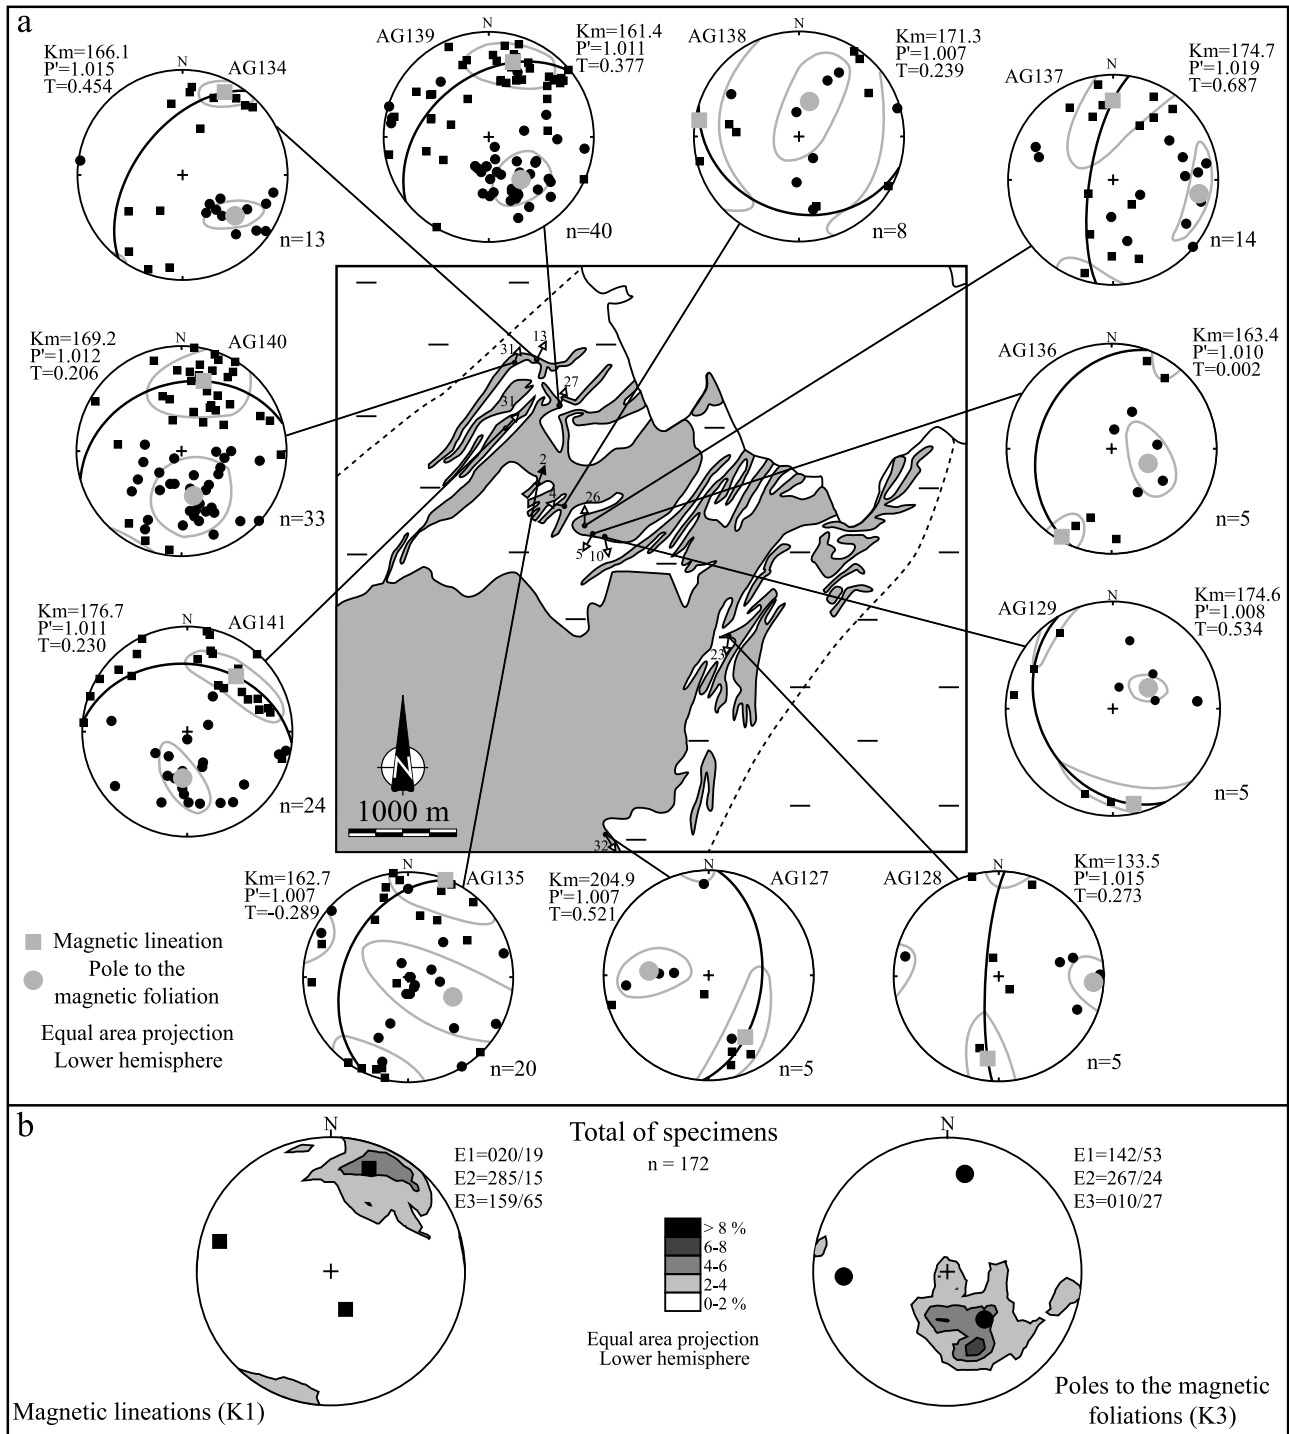 a
Km=166.1
P'=1.015
T=0.454
AG134
n=13
N
AG139
Km=161.4
P'=1.011
T=0.377
n=40
N
AG138
Km=171.3
P'=1.007
T=0.239
n=8
N
AG137
Km=174.7
P'=1.019
T=0.687
n=14
N
Km=169.2
P'=1.012
T=0.206
AG140
n=33
N
AG136
Km=163.4
P'=1.010
T=0.002
n=5
N
Km=176.7
P'=1.011
T=0.230
AG141
n=24
N
AG129
Km=174.6
P'=1.008
T=0.534
n=5
N
31
13
27
31
2
4
26
5
10
23
32
N
1000 m
Km=162.7
P'=1.007
T=-0.289
AG135
n=20
N
Km=204.9
P'=1.007
T=0.521
AG127
n=5
N
AG128
Km=133.5
P'=1.015
T=0.273
n=5
N
Magnetic lineation
Pole to the
magnetic foliation
Equal area projection
Lower hemisphere
b
N
E1=020/19
E2=285/15
E3=159/65
Magnetic lineations (K1)
Total of specimens
n = 172
> 8 %
6-8
4-6
2-4
0-2 %
Equal area projection
Lower hemisphere
N
E1=142/53
E2=267/24
E3=010/27
Poles to the magnetic
foliations (K3)